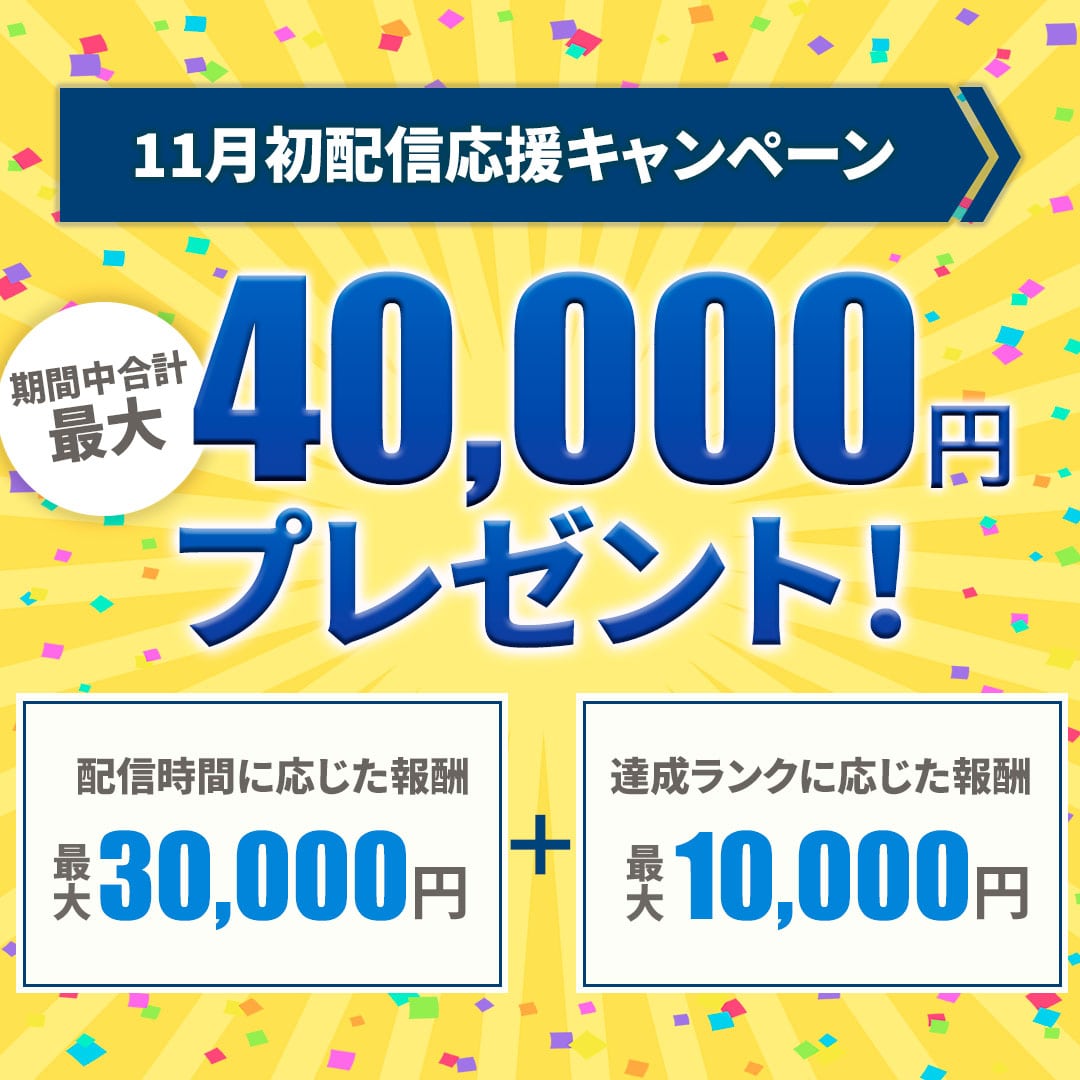 11月初配信応援キャンペーン
期間中合計
最大
40,000円
プレゼント!
配信時間に応じた報酬
最大30,000円
+
達成ランクに応じた報酬
最大10,000円